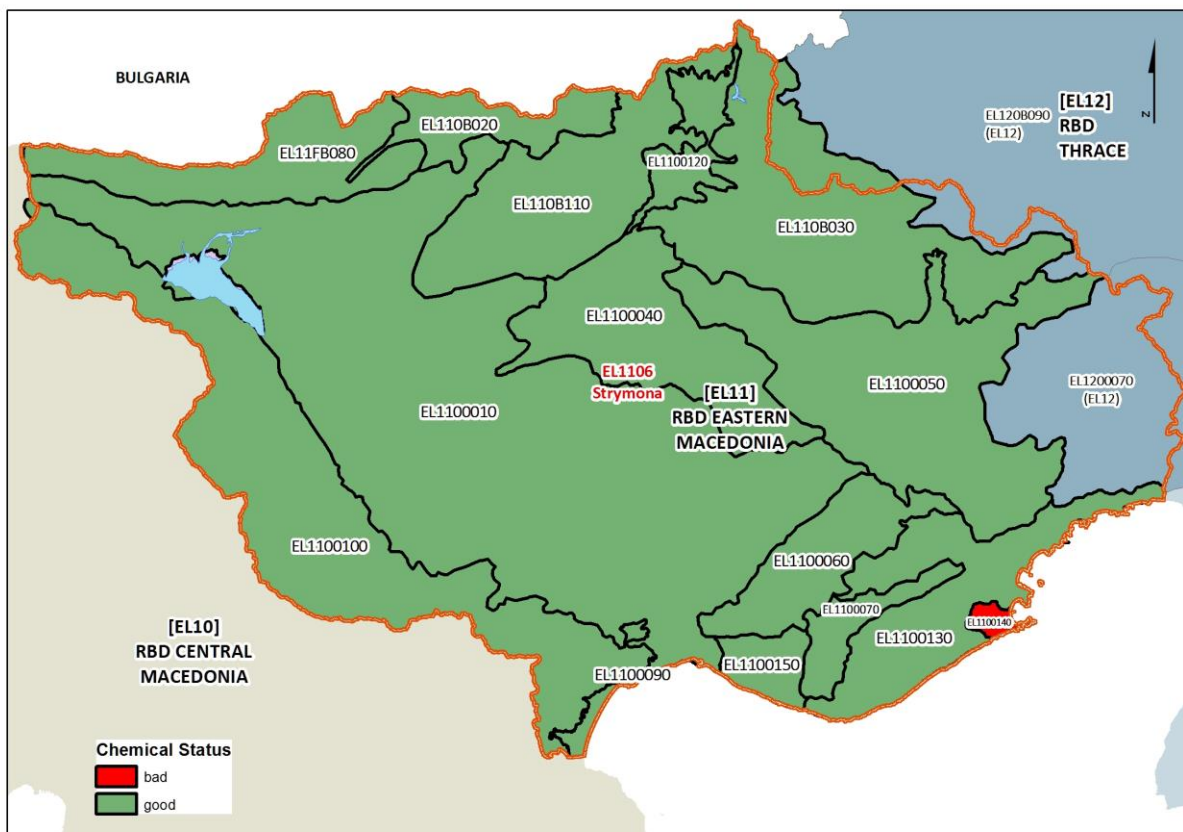 BULGARIA
EL110B020
EL11FB080
EL1100120
EL120B090
(EL12)
[EL12]
RBD
THRACE
N
EL110B110
EL110B030
EL1100040
EL1106
Strymona
EL1100010
[EL11]
RBD EASTERN
MACEDONIA
EL1100050
EL1200070
(EL12)
EL1100100
EL1100060
EL1100070
EL1100140
EL1100130
EL1100150
EL1100090
[EL10]
RBD CENTRAL
MACEDONIA
Chemical Status
bad
good